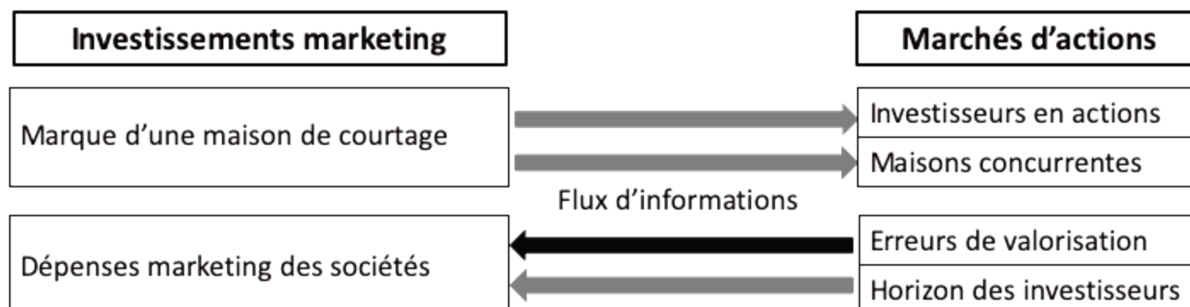 Investissements marketing
Marchés d’actions
Marque d’une maison de courtage
Investisseurs en actions
Maisons concurrentes
Flux d’informations
Dépenses marketing des sociétés
Erreurs de valorisation
Horizon des investisseurs